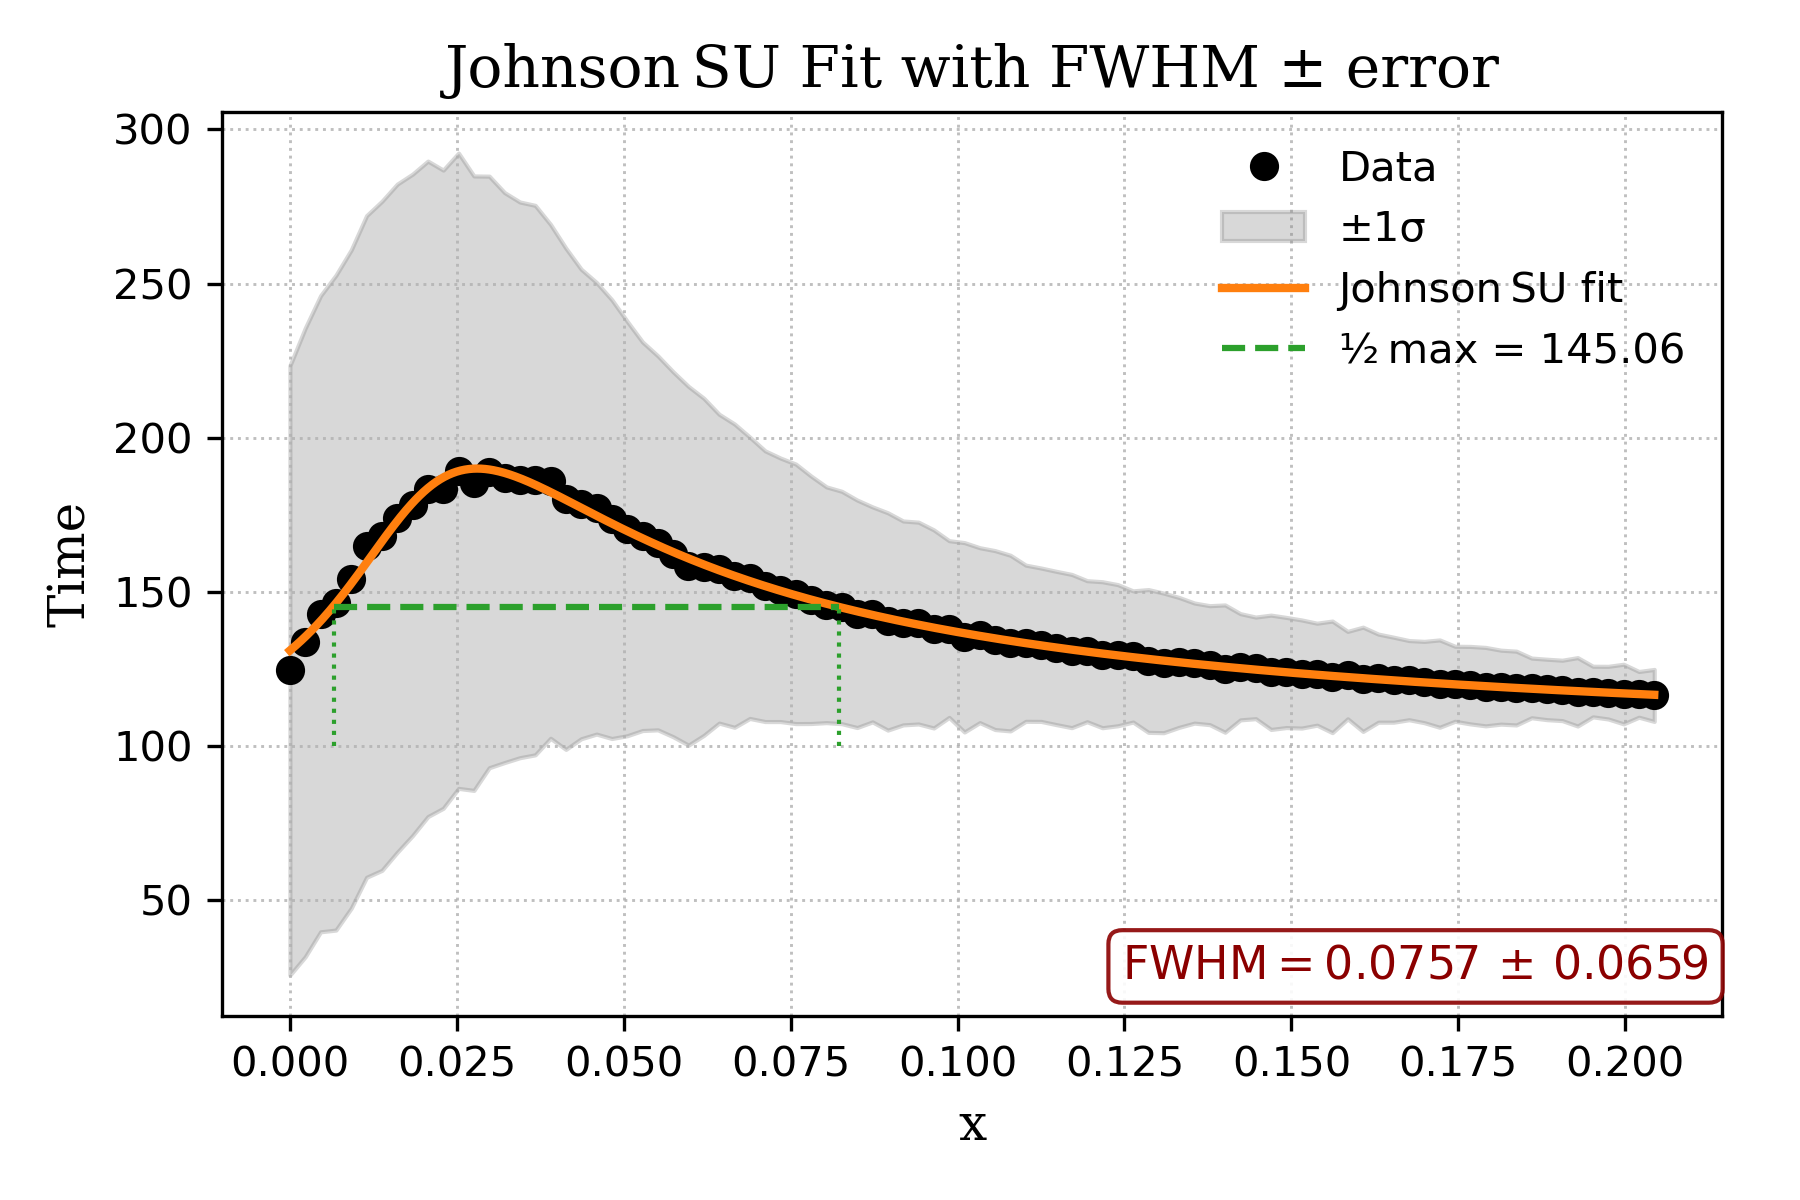 Johnson SU Fit with FWHM ± error
300
250
200
150
100
50
Time
Data
±1σ
Johnson SU fit
½ max = 145.06
FWHM = 0.0757 ± 0.0659
0.000 0.025 0.050 0.075 0.100 0.125 0.150 0.175 0.200
x